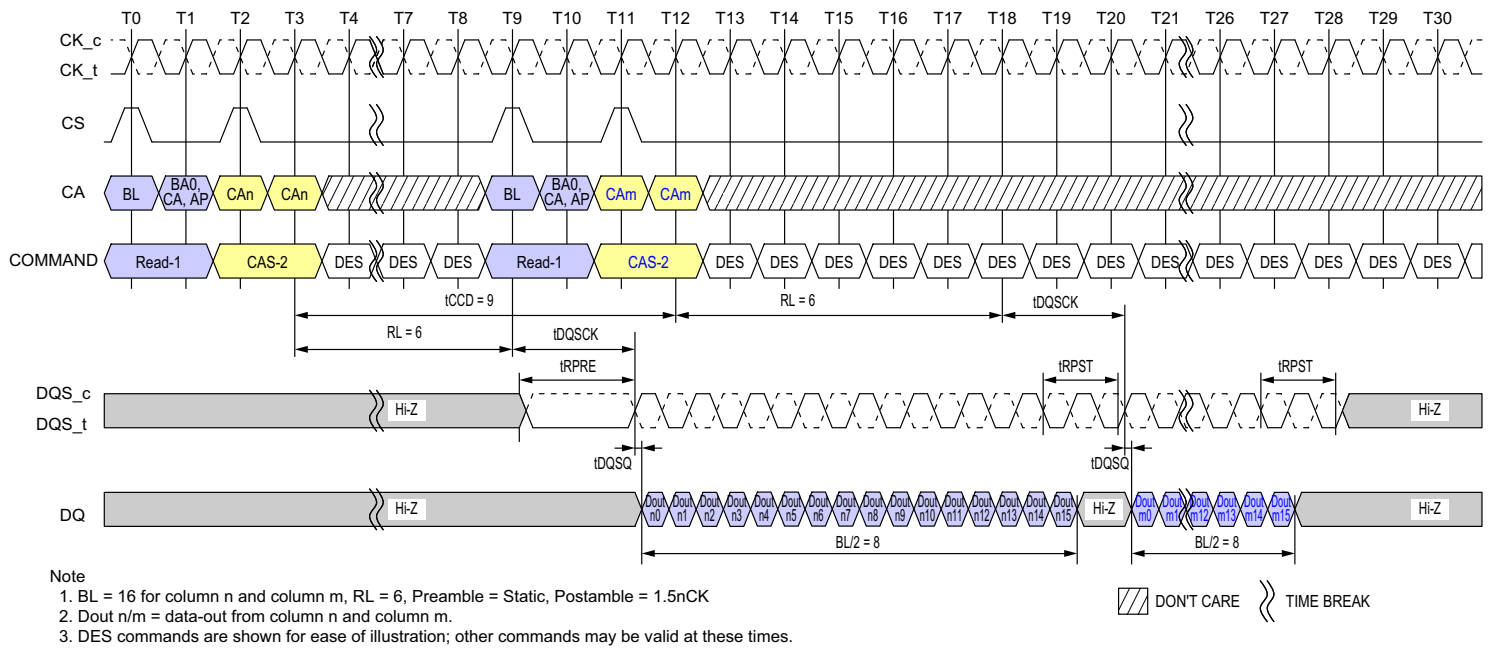 T0 T1 T2 T3 T4 T7 T8 T9 T10 T11 T12 T13 T14 T15 T16 T17 T18 T19 T20 T21 T26 T27 T28 T29 T30
CK_c
CK_t
CS
CA BL BA0, CA, AP CAn CAn BL BA0, CA, AP CAm CAm
COMMAND Read-1 CAS-2 DES DES DES Read-1 CAS-2 DES DES DES DES DES DES DES DES DES DES DES DES DES DES
tCCD = 9 RL = 6 tDQSCK
RL = 6 tDQSCK
tRPRE tRPST tRPST
DQS_c
DQS_t
Hi-Z Hi-Z
tDQSQ tDQSQ
DQ Hi-Z Dout n0 Dout n1 Dout n2 Dout n3 Dout n4 Dout n5 Dout n6 Dout n7 Dout n8 Dout n9 Dout n10 Dout n11 Dout n12 Dout n13 Dout n14 Dout n15 Hi-Z Dout m0 Dout m1 Dout m12 Dout m13 Dout m14 Dout m15 Hi-Z
BL/2 = 8 BL/2 = 8
Note
1. BL = 16 for column n and column m, RL = 6, Preamble = Static, Postamble = 1.5nCK
2. Dout n/m = data-out from column n and column m.
3. DES commands are shown for ease of illustration; other commands may be valid at these times.
DON'T CARE TIME BREAK